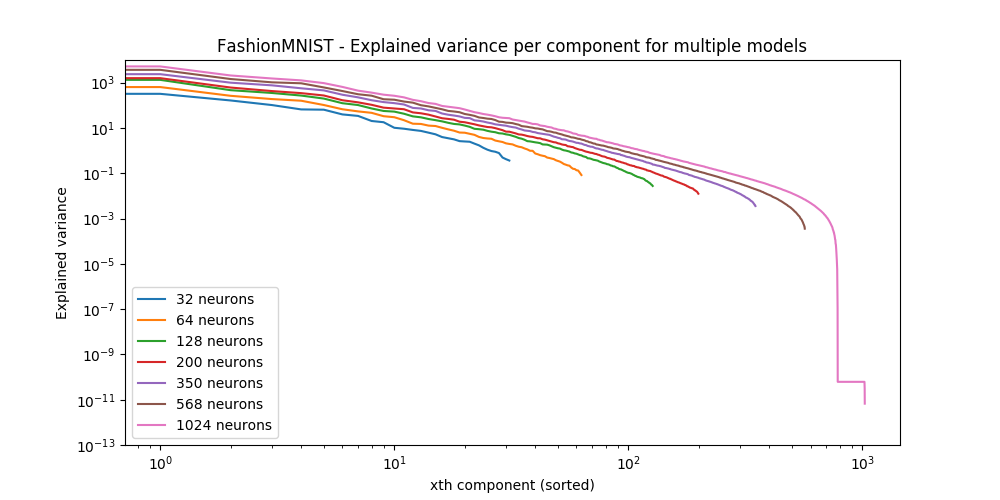 FashionMNIST - Explained variance per component for multiple models
Explained variance
10^3
10^1
10^-1
10^-3
10^-5
10^-7
10^-9
10^-11
10^-13
32 neurons
64 neurons
128 neurons
200 neurons
350 neurons
568 neurons
1024 neurons
10^0
10^1
10^2
10^3
xth component (sorted)